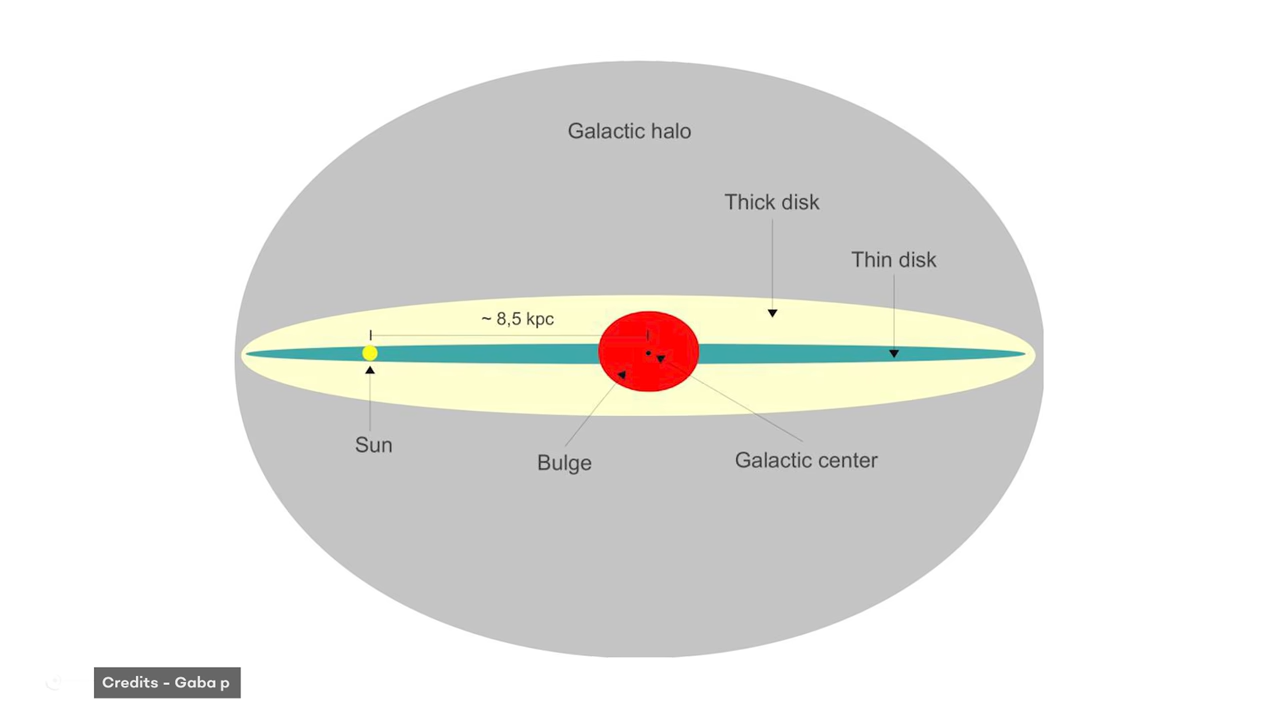 Galactic halo
Thick disk
Thin disk
~ 8,5 kpc
Sun
Bulge
Galactic center
Credits - Gaba p